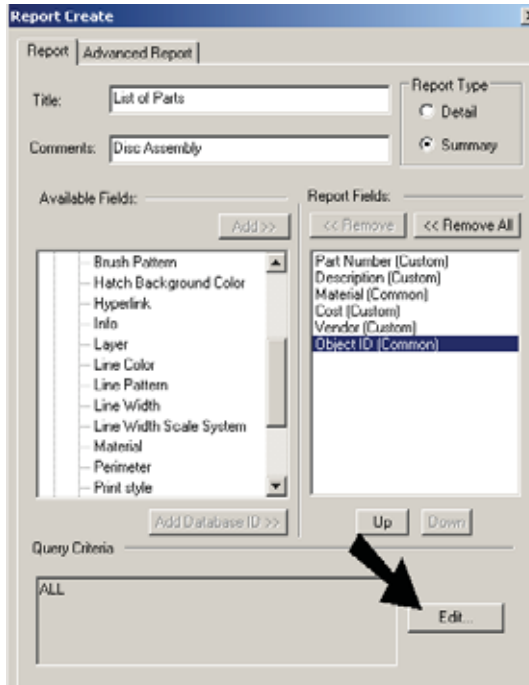 Report Create
Report
Advanced Report
Title:
List of Parts
Report Type
Detail
Summary
Comments:
Disc Assembly
Available Fields:
Add >>
Brush Pattern
Hatch Background Color
Hyperlink
Info
Layer
Line Color
Line Pattern
Line Width
Line Width Scale System
Material
Perimeter
Print style
Add Database ID >>
Report Fields:
<< Remove
<< Remove All
Part Number (Custom)
Description (Custom)
Material (Common)
Cost (Custom)
Vendor (Custom)
Object ID (Common)
Up
Down
Query Criteria
ALL
Edit...